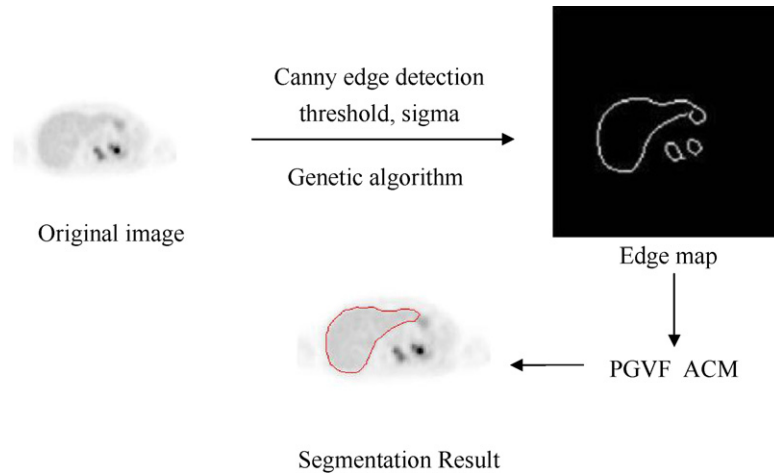 Canny edge detection
threshold, sigma
Genetic algorithm
Original image
Edge map
PGVF ACM
Segmentation Result